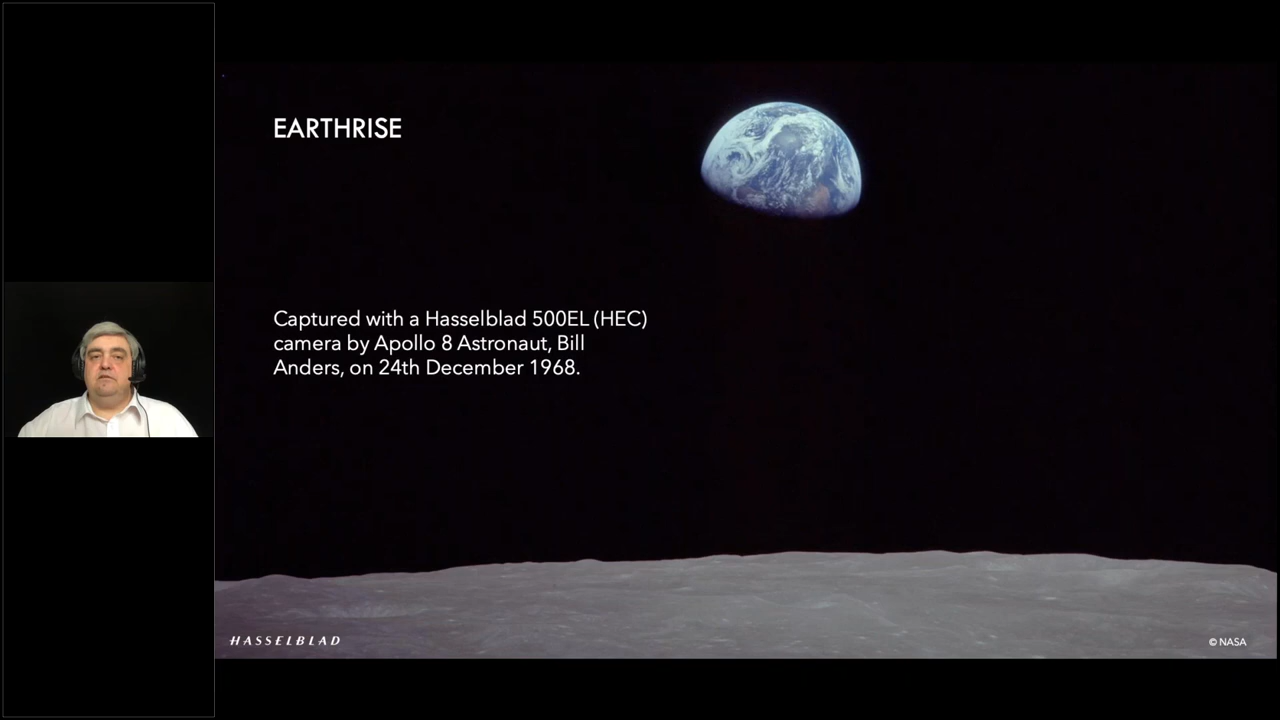 EARTHRISE
Captured with a Hasselblad 500EL (HEC)
camera by Apollo 8 Astronaut, Bill
Anders, on 24th December 1968.
HASSELBLAD
© NASA